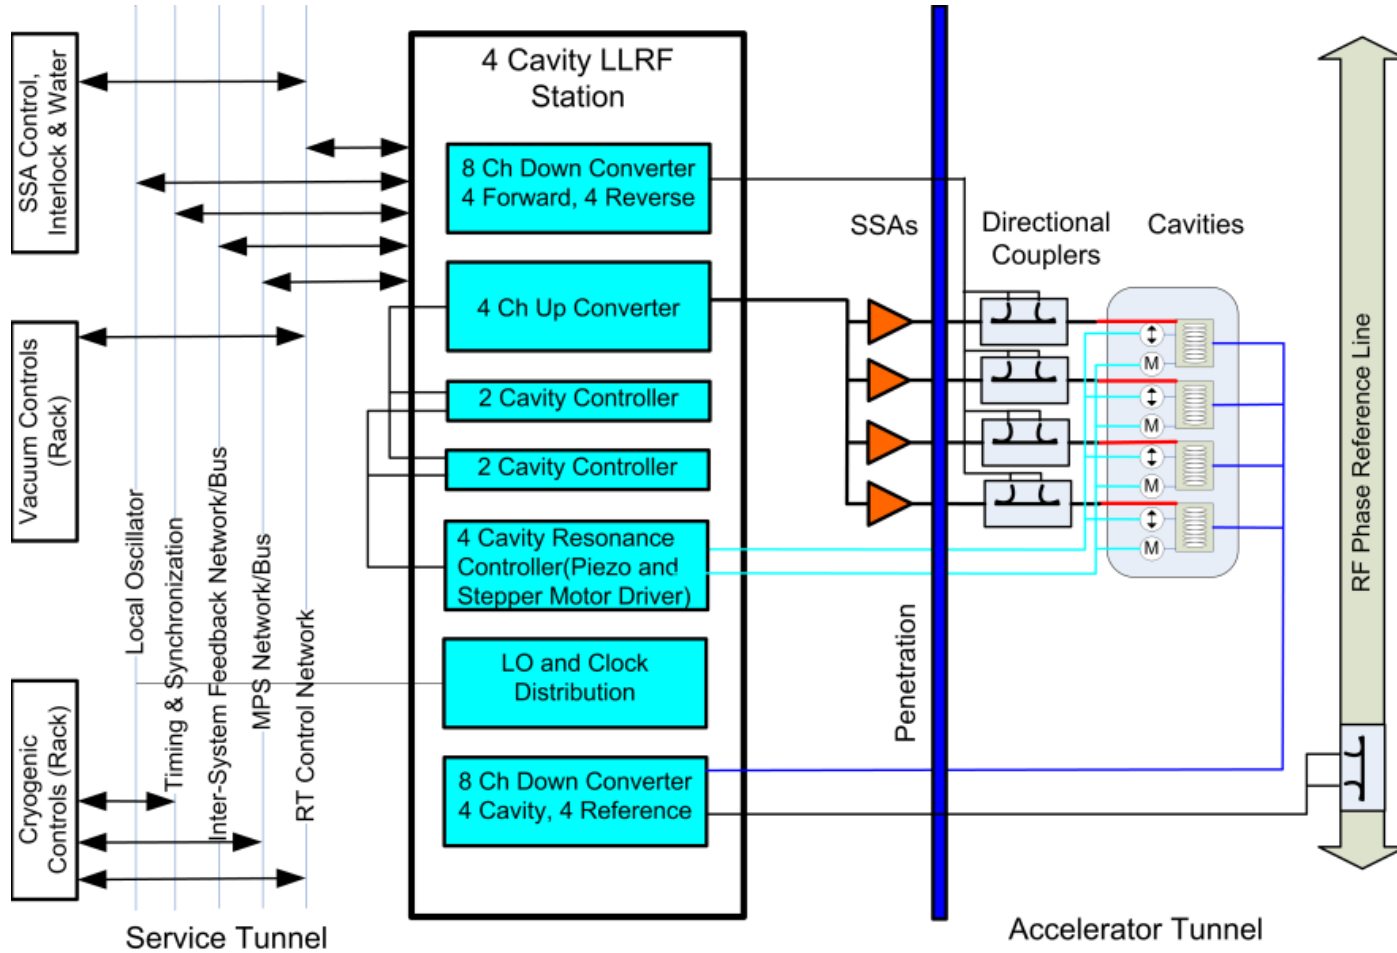 SSA Control,
Interlock & Water
Vacuum Controls
(Rack)
Cryogenic
Controls (Rack)
Local Oscillator
Timing & Synchronization
Inter-System Feedback Network/Bus
MPS Network/Bus
RT Control Network
Service Tunnel
4 Cavity LLRF
Station
8 Ch Down Converter
4 Forward, 4 Reverse
4 Ch Up Converter
2 Cavity Controller
2 Cavity Controller
4 Cavity Resonance
Controller(Piezo and
Stepper Motor Driver)
LO and Clock
Distribution
8 Ch Down Converter
4 Cavity, 4 Reference
SSAs
Penetration
Directional
Couplers
Cavities
M
M
M
M
RF Phase Reference Line
Accelerator Tunnel